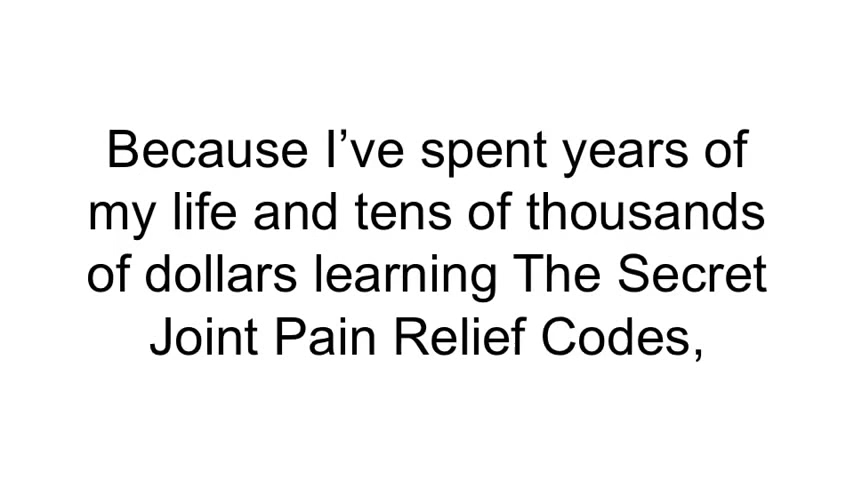 Because I’ve spent years of
my life and tens of thousands
of dollars learning The Secret
Joint Pain Relief Codes,